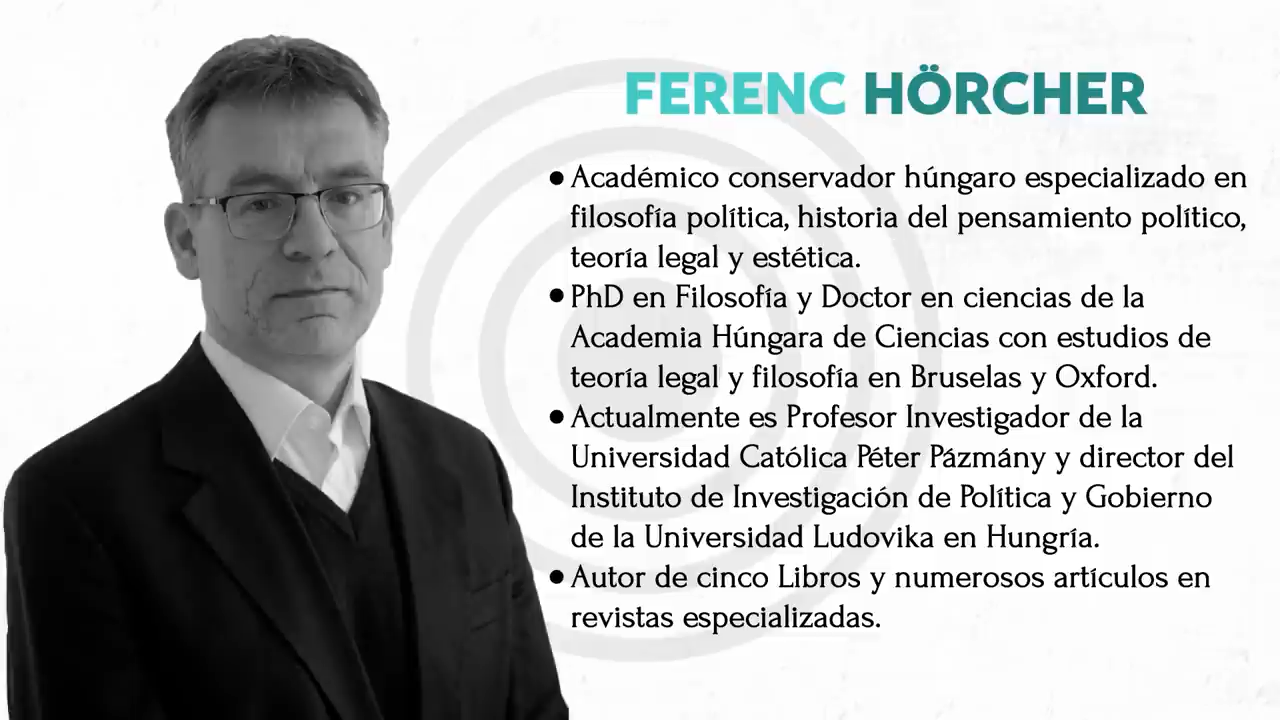 FERENC HÖRCHER
●Académico conservador húngaro especializado en
filosofía política, historia del pensamiento político,
teoría legal y estética.
●PhD en Filosofía y Doctor en ciencias de la
Academia Húngara de Ciencias con estudios de
teoría legal y filosofía en Bruselas y Oxford.
●Actualmente es Profesor Investigador de la
Universidad Católica Péter Pázmány y director del
Instituto de Investigación de Política y Gobierno
de la Universidad Ludovika en Hungría.
●Autor de cinco Libros y numerosos artículos en
revistas especializadas.